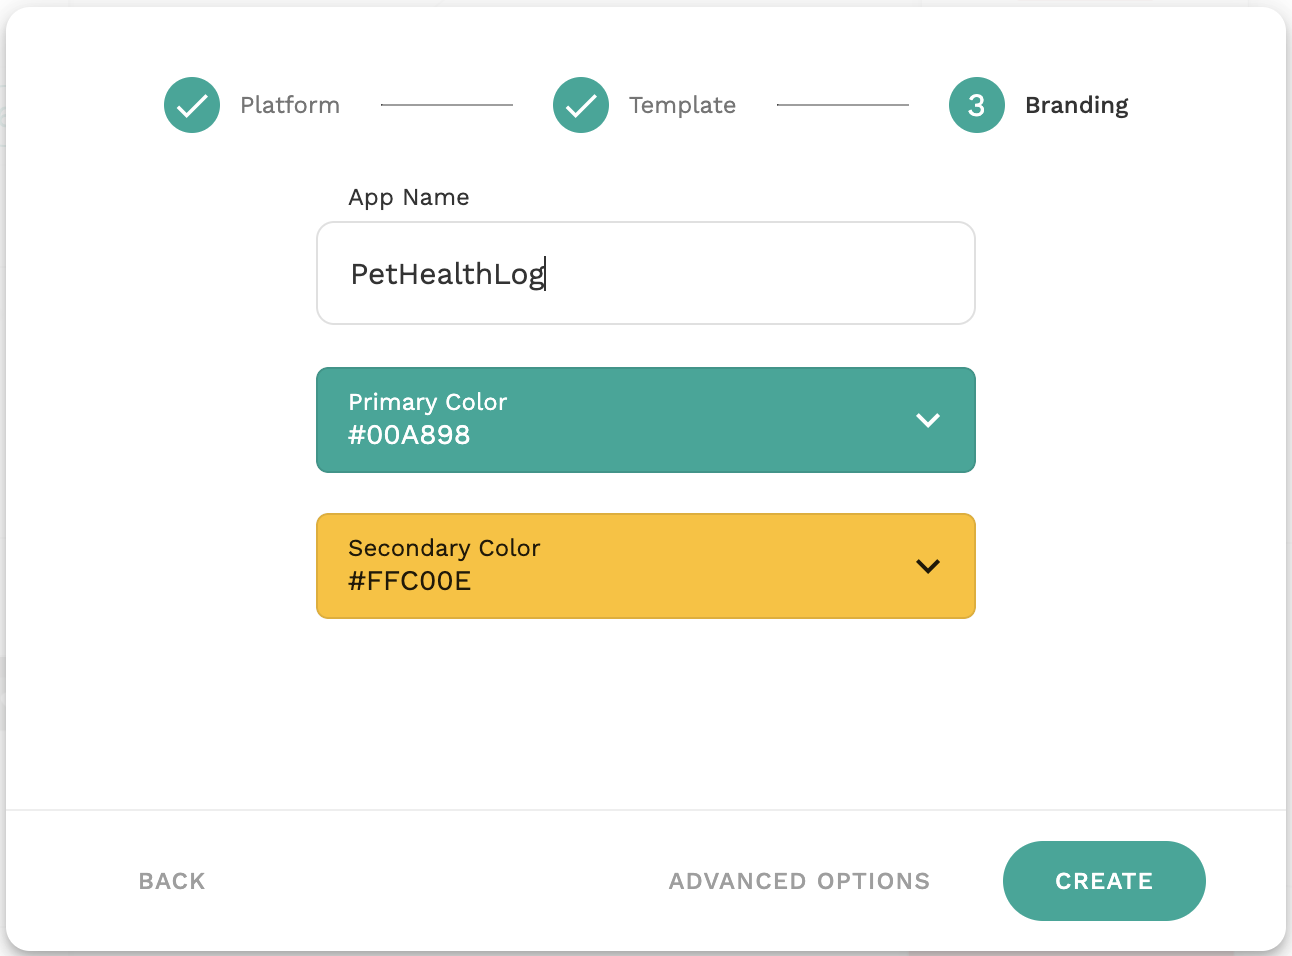 Platform
Template
3 Branding
App Name
PetHealthLog
Primary Color
#00A898
Secondary Color
#FFC00E
BACK
ADVANCED OPTIONS
CREATE